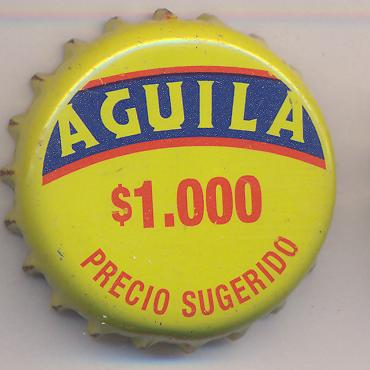 AGUILA
$1.000
PRECIO SUGERIDO